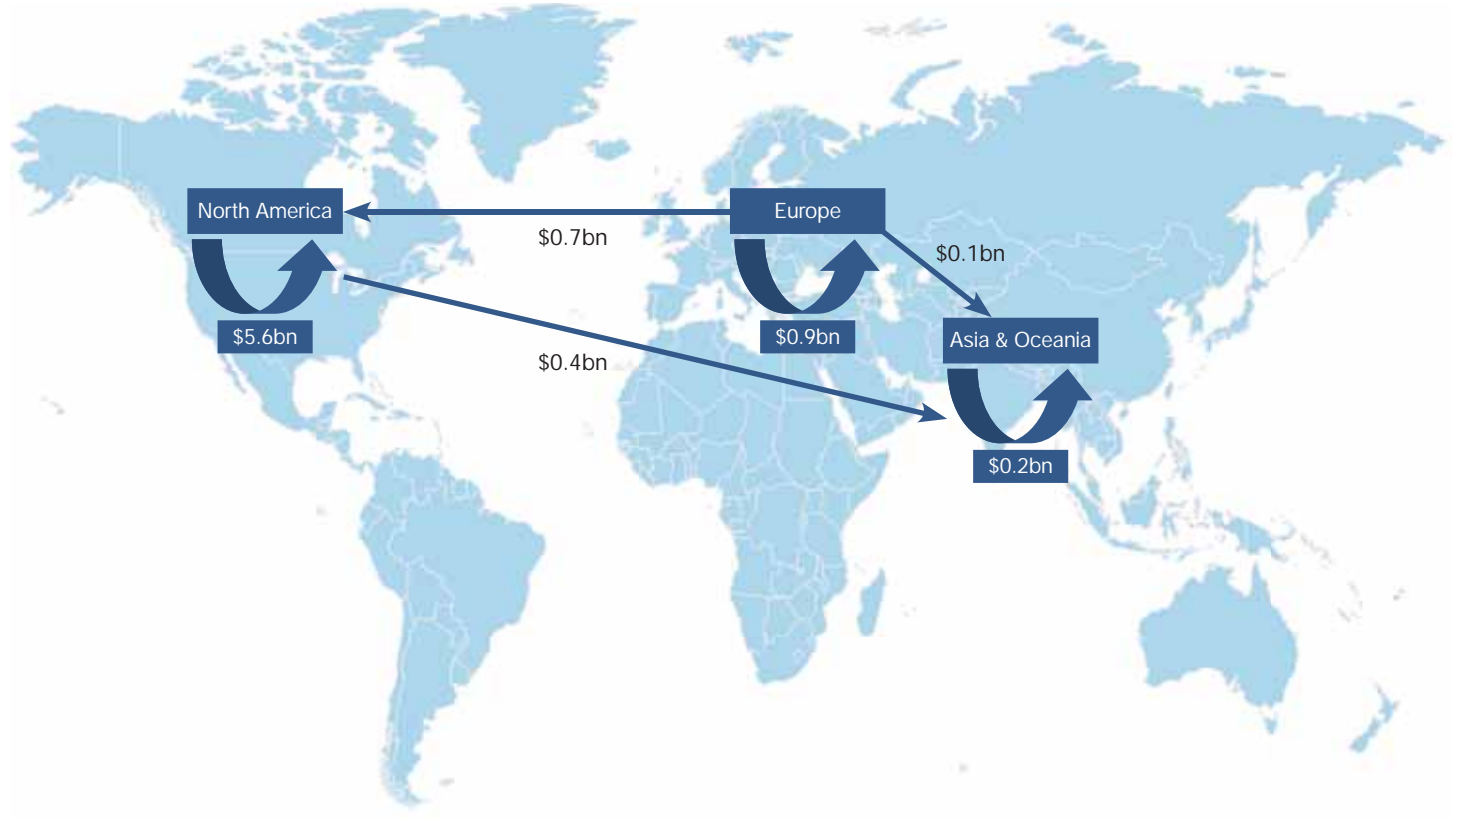 North America
Europe
$0.7bn
$0.1bn
$5.6bn
$0.9bn
Asia & Oceania
$0.4bn
$0.2bn